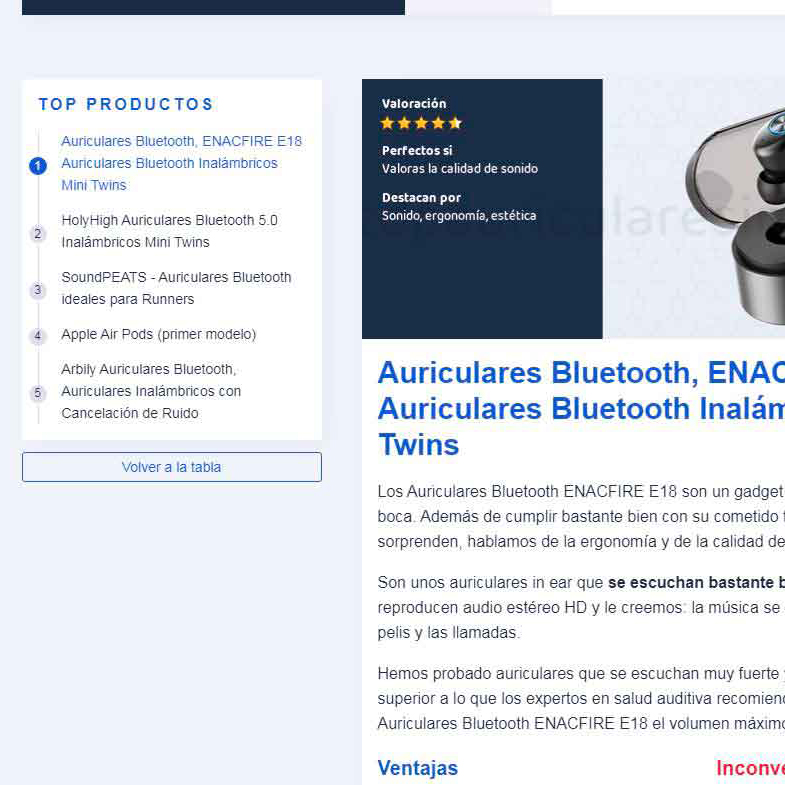 TOP PRODUCTOS
1
Auriculares Bluetooth, ENACFIRE E18
Auriculares Bluetooth Inalámbricos
Mini Twins
2
HolyHigh Auriculares Bluetooth 5.0
Inalámbricos Mini Twins
3
SoundPEATS - Auriculares Bluetooth
ideales para Runners
4
Apple Air Pods (primer modelo)
5
Arbily Auriculares Bluetooth,
Auriculares Inalámbricos con
Cancelación de Ruido
Volver a la tabla
Valoración
Perfectos si
Valoras la calidad de sonido
Destacan por
Sonido, ergonomía, estética
Auriculares Bluetooth, ENAC
Auriculares Bluetooth Inalám
Twins
Los Auriculares Bluetooth ENACFIRE E18 son un gadget
boca. Además de cumplir bastante bien con su cometido
sorprenden, hablamos de la ergonomía y de la calidad de
Son unos auriculares in ear que se escuchan bastante b
reproducen audio estéreo HD y le creemos: la música se
pelis y las llamadas.
Hemos probado auriculares que se escuchan muy fuerte
superior a lo que los expertos en salud auditiva recomien
Auriculares Bluetooth ENACFIRE E18 el volumen máximo
Ventajas
Inconve